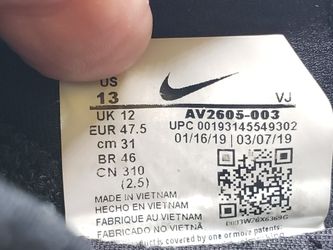 US
13 VJ
UK 12 AV2605-003
EUR 47.5 UPC 00193145549302
cm 31 01/16/19 03/07/19
BR 46
CN 310
(2.5)
MADE IN VIETNAM
HECHO EN VIETNAM
FABRIQUE AU VIETNAM
FABRICADO NO VIETNÃ
product is covered by one or more